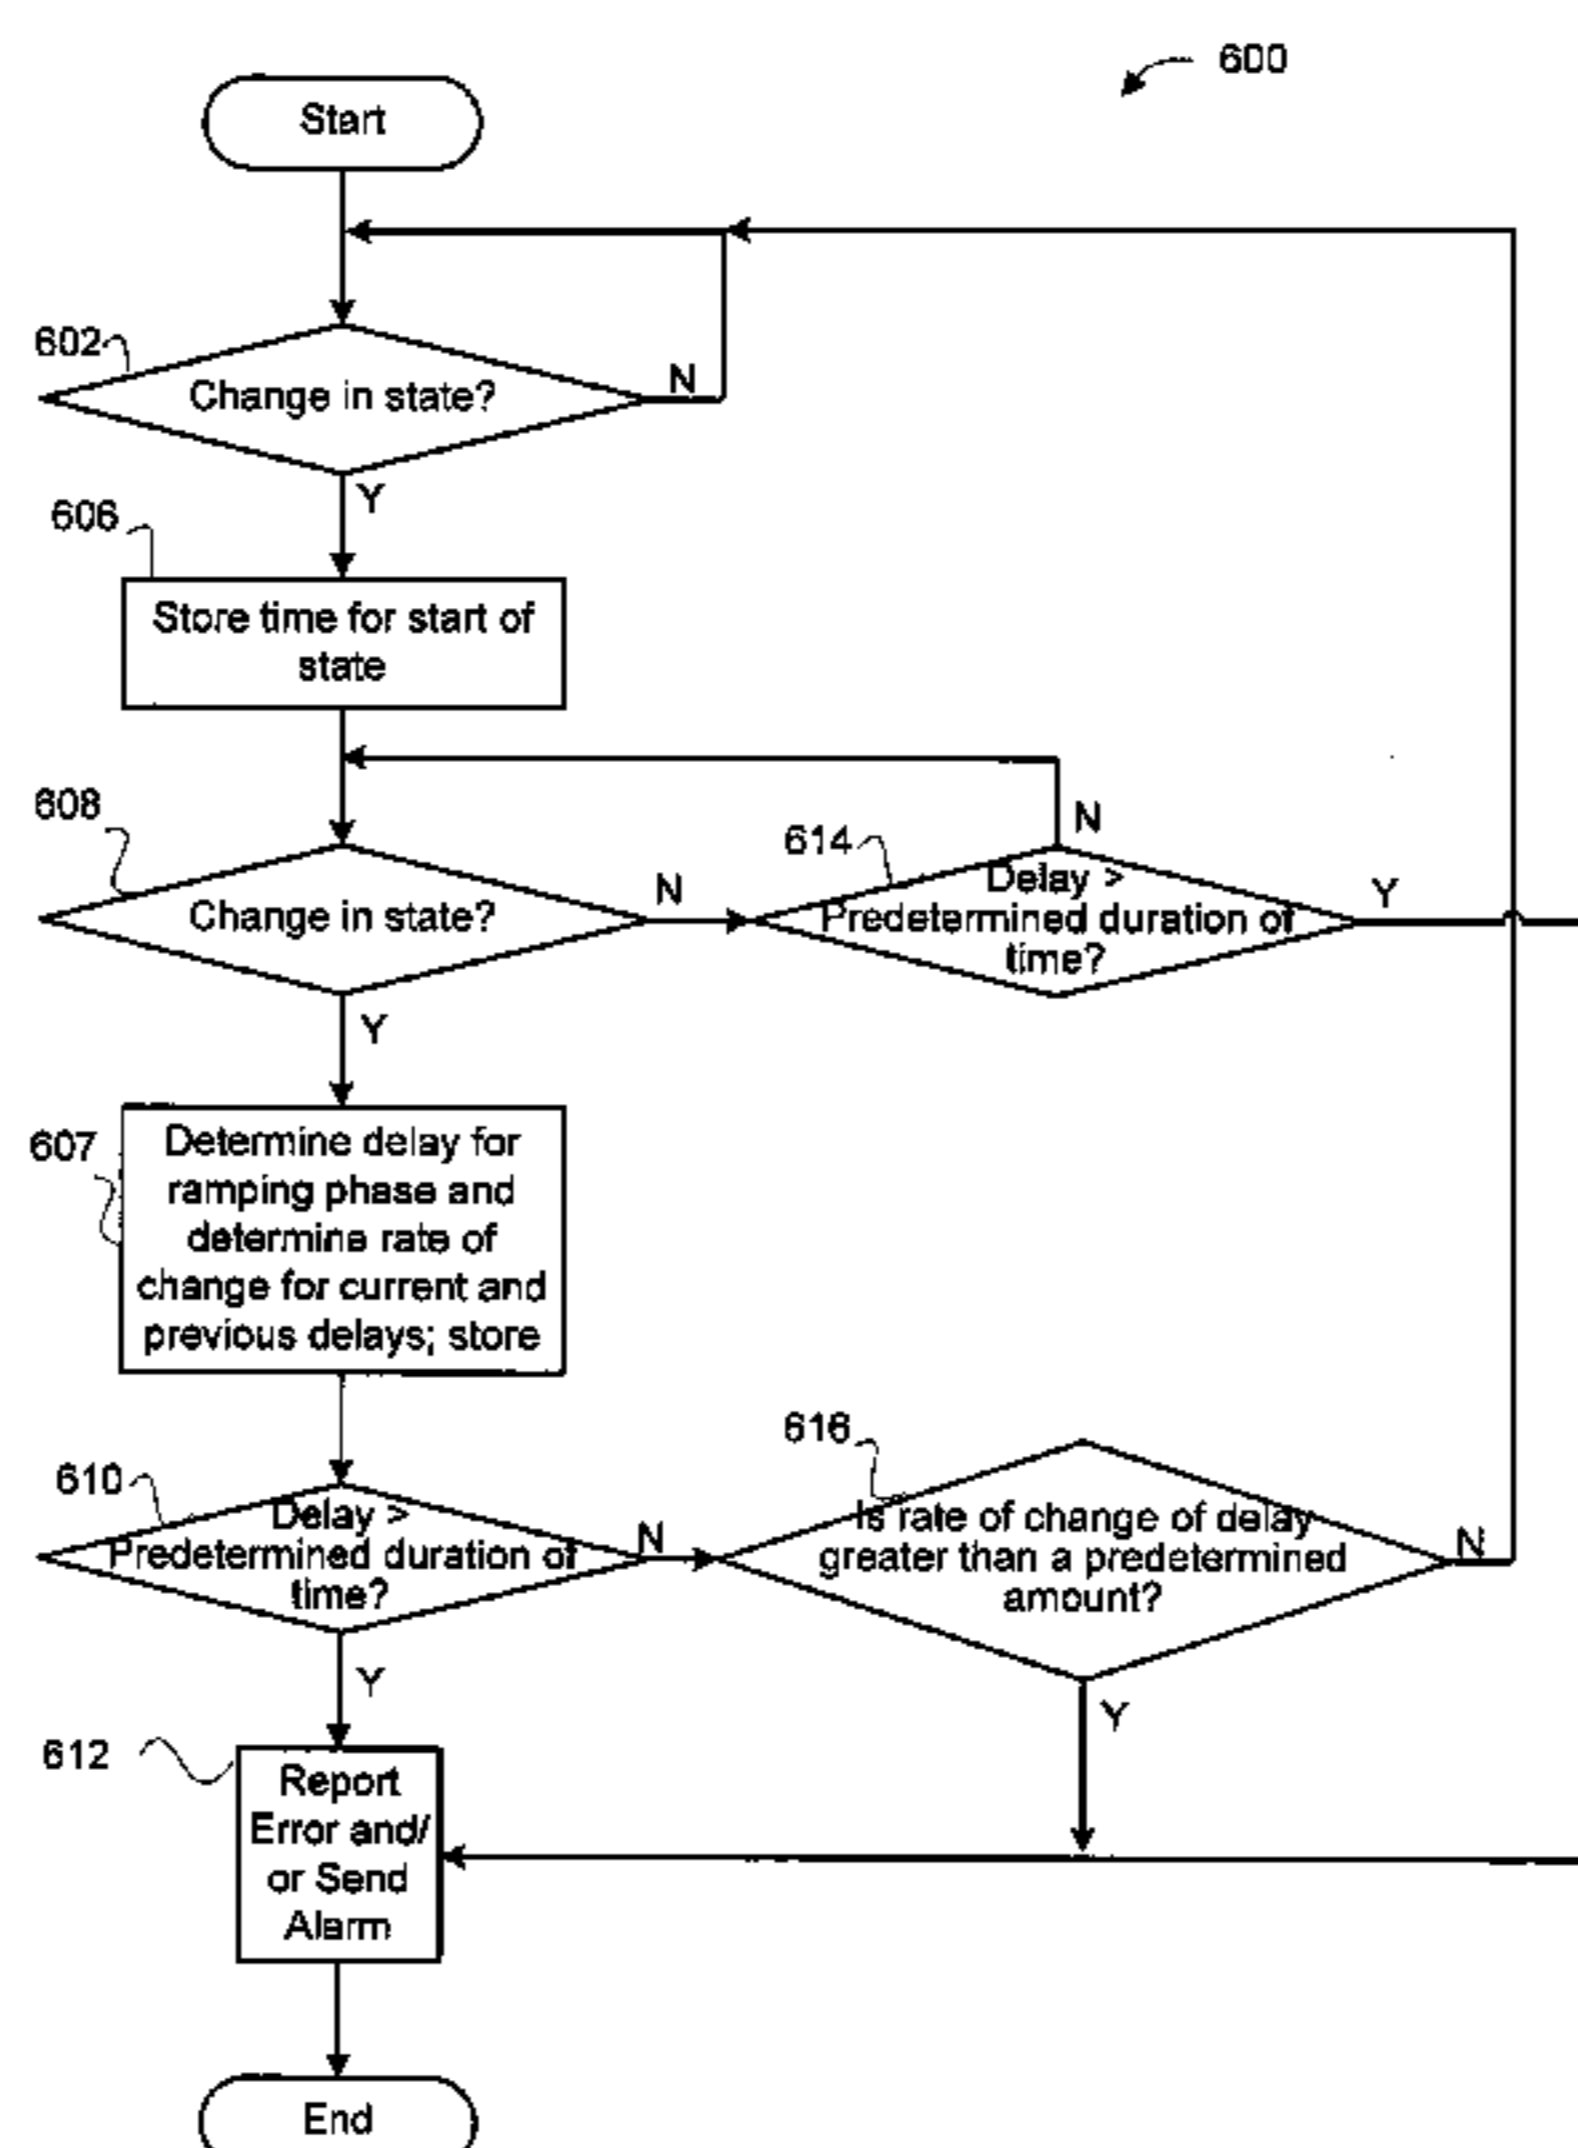 600
Start
602
Change in state?
N
Y
606
Store time for start of
state
608
Change in state?
N
Y
614
Delay >
Predetermined duration of
time?
N
Y
607
Determine delay for
ramping phase and
determine rate of
change for current and
previous delays; store
610
Delay >
Predetermined duration of
time?
N
Y
616
Is rate of change of delay
greater than a predetermined
amount?
N
Y
612
Report
Error and/
or Send
Alarm
End